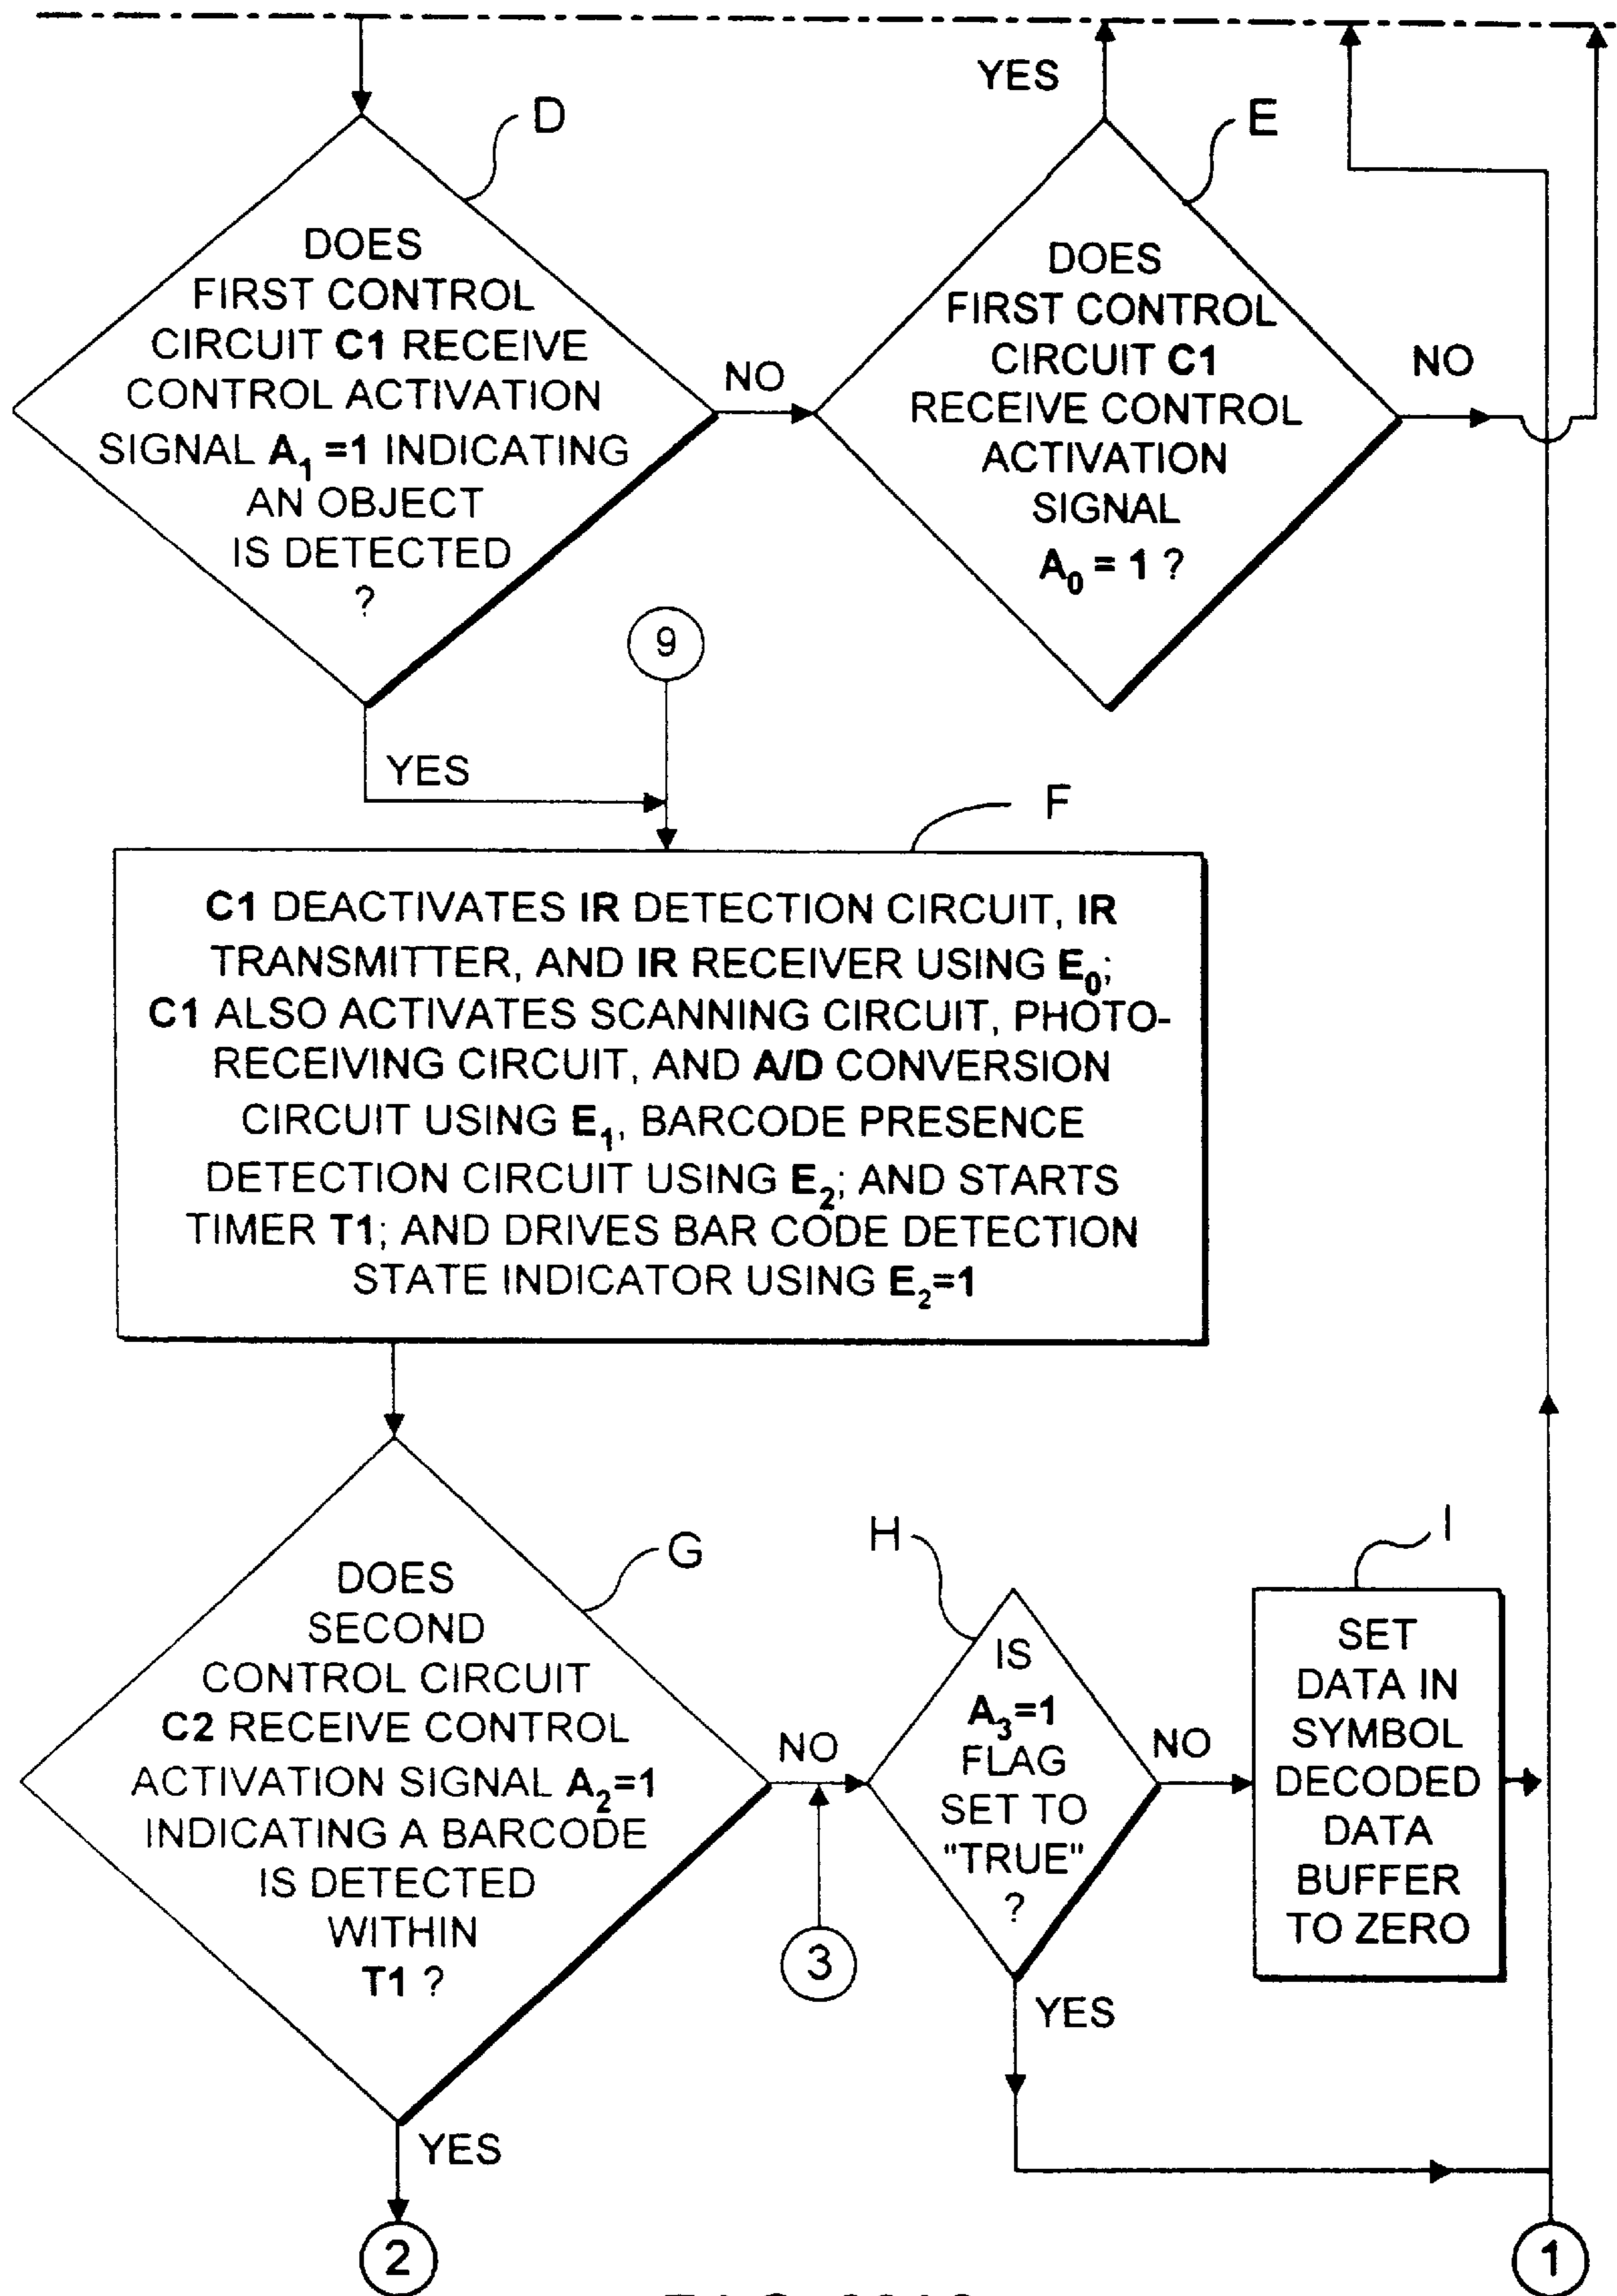 D
DOES
FIRST CONTROL
CIRCUIT C1 RECEIVE
CONTROL ACTIVATION
SIGNAL A1 =1 INDICATING
AN OBJECT
IS DETECTED
?
NO
YES
E
YES
DOES
FIRST CONTROL
CIRCUIT C1
RECEIVE CONTROL
ACTIVATION
SIGNAL
A0 = 1 ?
NO
9
F
C1 DEACTIVATES IR DETECTION CIRCUIT, IR
TRANSMITTER, AND IR RECEIVER USING E0;
C1 ALSO ACTIVATES SCANNING CIRCUIT, PHOTO-
RECEIVING CIRCUIT, AND A/D CONVERSION
CIRCUIT USING E1, BARCODE PRESENCE
DETECTION CIRCUIT USING E2; AND STARTS
TIMER T1; AND DRIVES BAR CODE DETECTION
STATE INDICATOR USING E2=1
G
DOES
SECOND
CONTROL CIRCUIT
C2 RECEIVE CONTROL
ACTIVATION SIGNAL A2=1
INDICATING A BARCODE
IS DETECTED
WITHIN
T1 ?
NO
3
YES
2
H
IS
A3=1
FLAG
SET TO
"TRUE"
?
NO
YES
I
SET
DATA IN
SYMBOL
DECODED
DATA
BUFFER
TO ZERO
1